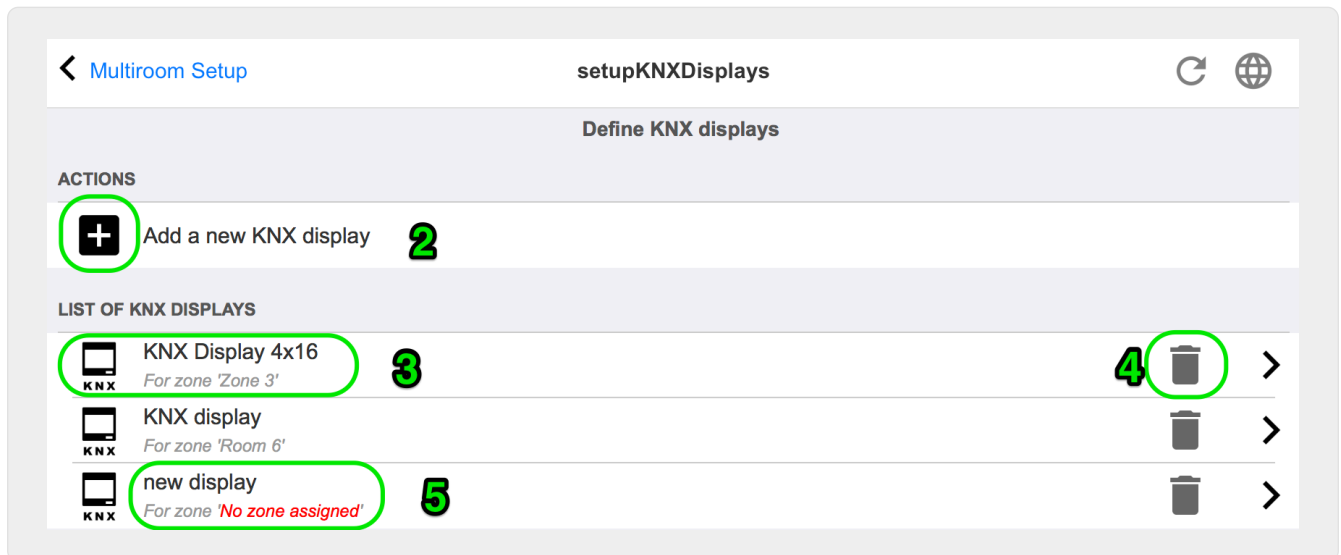 Multiroom Setup setupKNXDisplays
Define KNX displays
ACTIONS
Add a new KNX display 2
LIST OF KNX DISPLAYS
KNX Display 4x16
KNX For zone 'Zone 3' 3 4
KNX display
KNX For zone 'Room 6'
new display
KNX For zone 'No zone assigned' 5